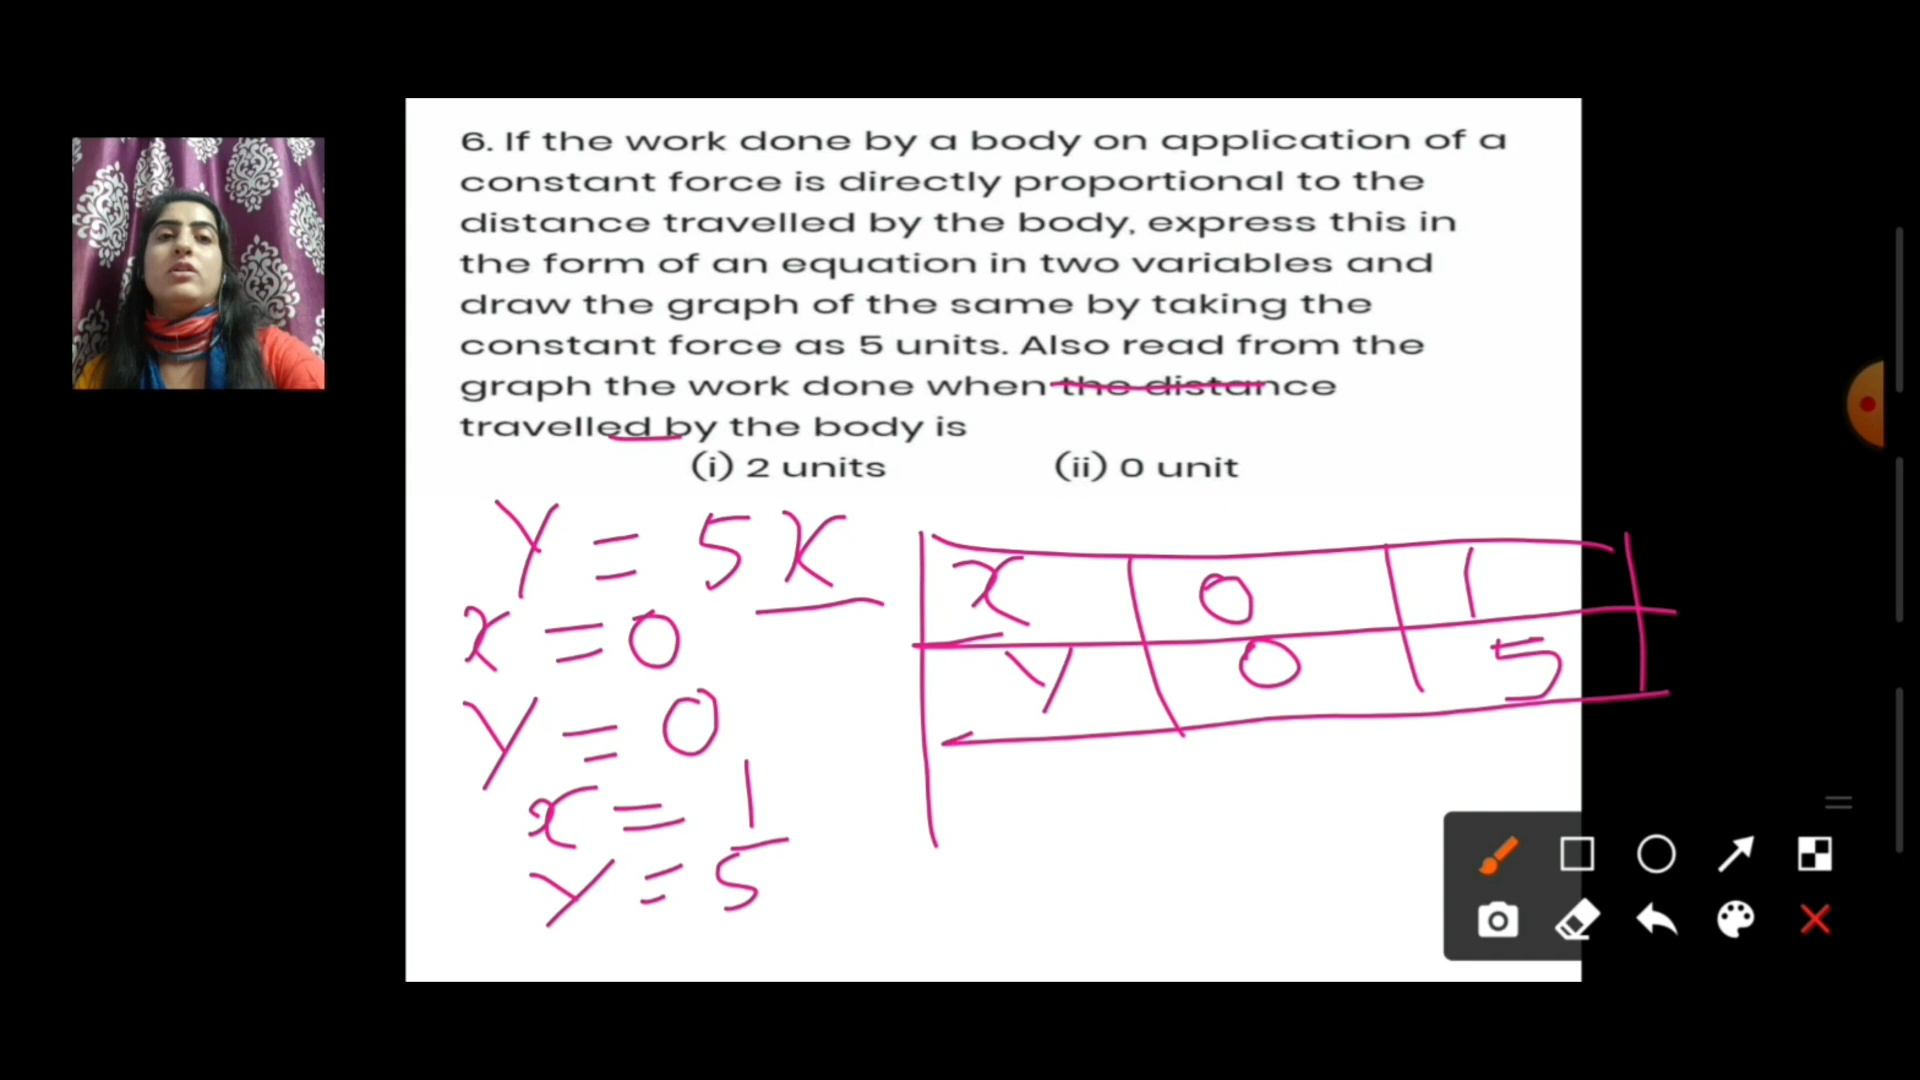 6. If the work done by a body on application of a
constant force is directly proportional to the
distance travelled by the body, express this in
the form of an equation in two variables and
draw the graph of the same by taking the
constant force as 5 units. Also read from the
graph the work done when the distance
travelled by the body is
(i) 2 units (ii) 0 unit
y = 5x
x = 0
y = 0
x = 1
y = 5
x 0 1
y 0 5